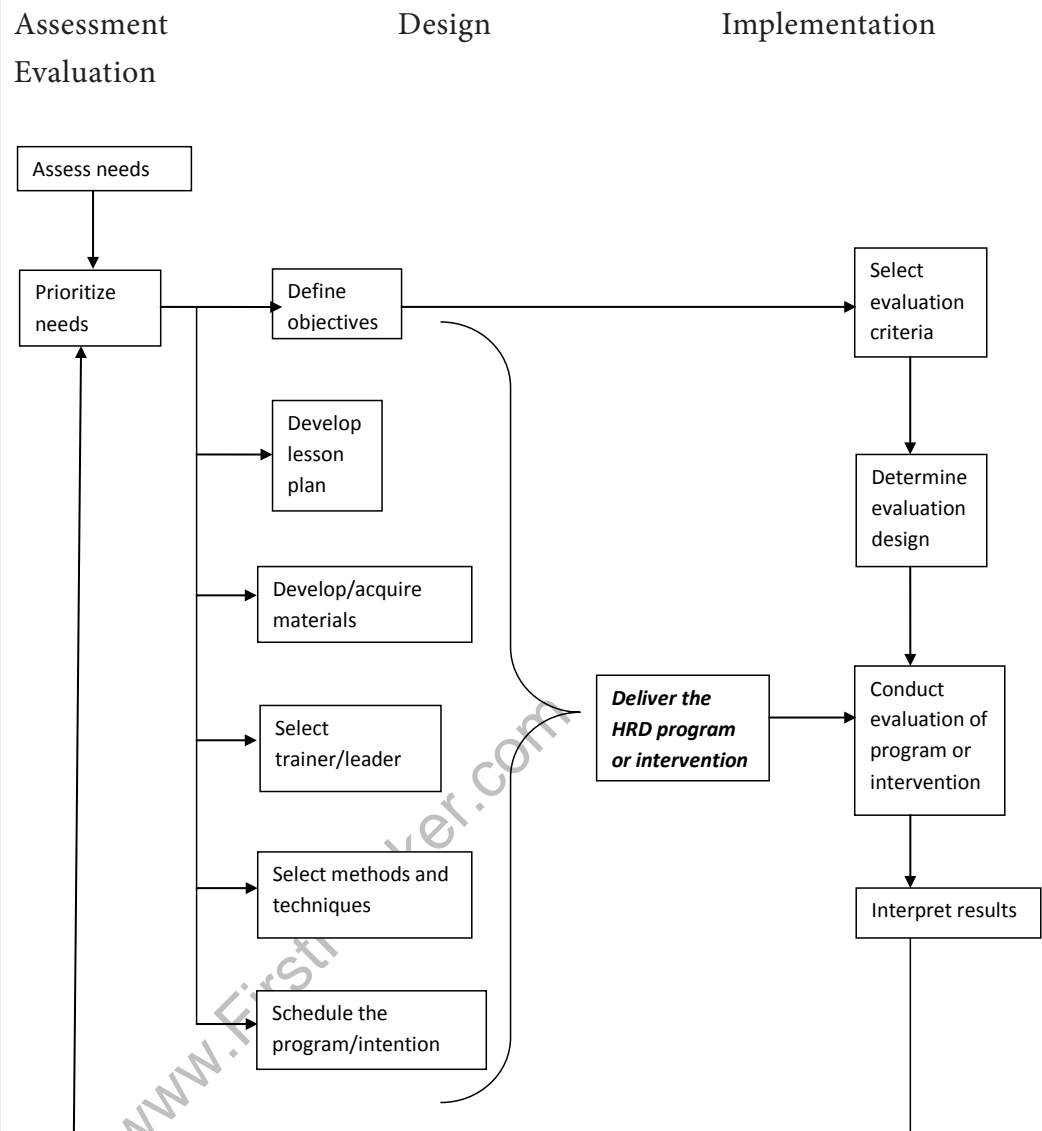 Assessment Design Implementation
Evaluation
Assess needs
Prioritize
needs
Define
objectives
Select
evaluation
criteria
Develop
lesson
plan
Determine
evaluation
design
Develop/acquire
materials
Select
trainer/leader
Deliver the
HRD program
or intervention
Conduct
evaluation of
program or
intervention
Select methods and
techniques
Interpret results
Schedule the
program/intention